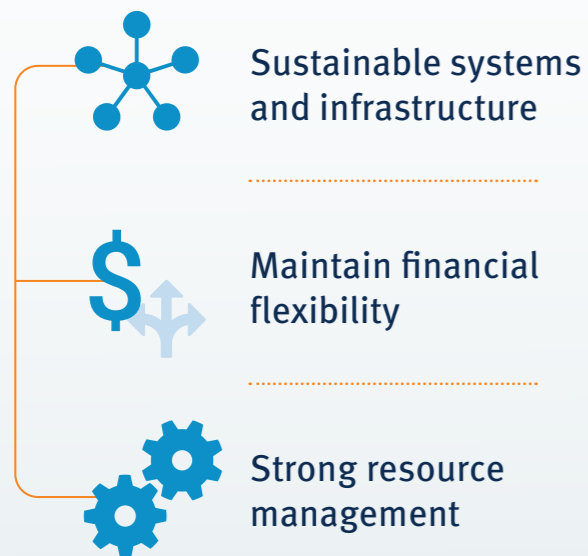 Sustainable systems
and infrastructure
$
Maintain financial
flexibility
Strong resource
management